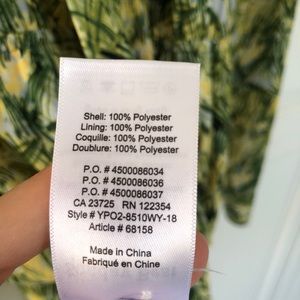 Shell: 100% Polyester
Lining: 100% Polyester
Coquille: 100% Polyester
Doublure: 100% Polyester
P.O. # 4500086034
P.O. # 4500086036
P.O. # 4500086037
CA 23725 RN 122354
Style # YPO2-8510WY-18
Article # 68158
Made in China
Fabriqué en Chine